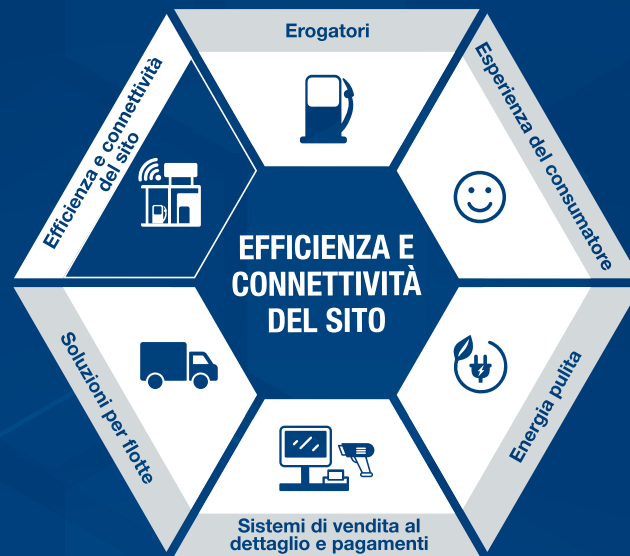 Erogatori
Esperienza del consumatore
Efficienza e connettività
del sito
EFFICIENZA E
CONNETTIVITÀ
DEL SITO
Soluzioni per flotte
Energia pulita
Sistemi di vendita al
dettaglio e pagamenti